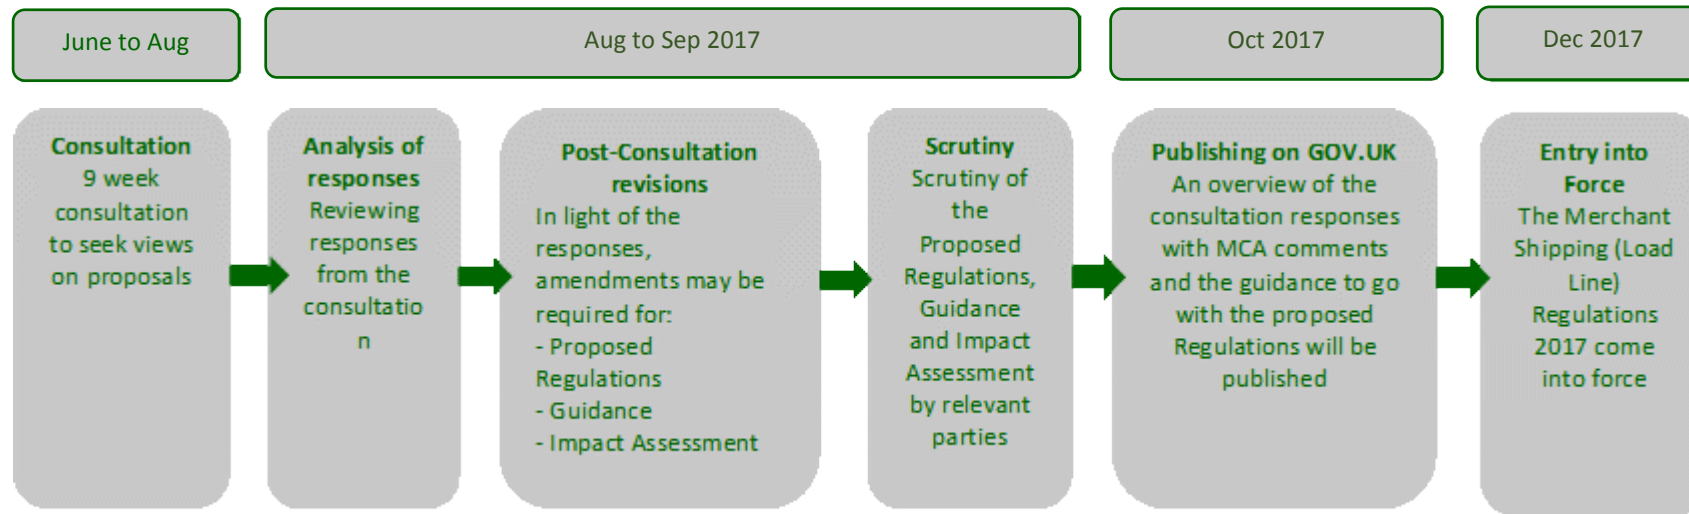 June to Aug
Aug to Sep 2017
Oct 2017
Dec 2017
Consultation
9 week
consultation
to seek views
on proposals
Analysis of
responses
Reviewing
responses
from the
consultatio
n
Post-Consultation
revisions
In light of the
responses,
amendments may be
required for:
- Proposed
Regulations
- Guidance
- Impact Assessment
Scrutiny
Scrutiny of
the
Proposed
Regulations,
Guidance
and Impact
Assessment
by relevant
parties
Publishing on GOV.UK
An overview of the
consultation responses
with MCA comments
and the guidance to go
with the proposed
Regulations will be
published
Entry into
Force
The Merchant
Shipping (Load
Line)
Regulations
2017 come
into force